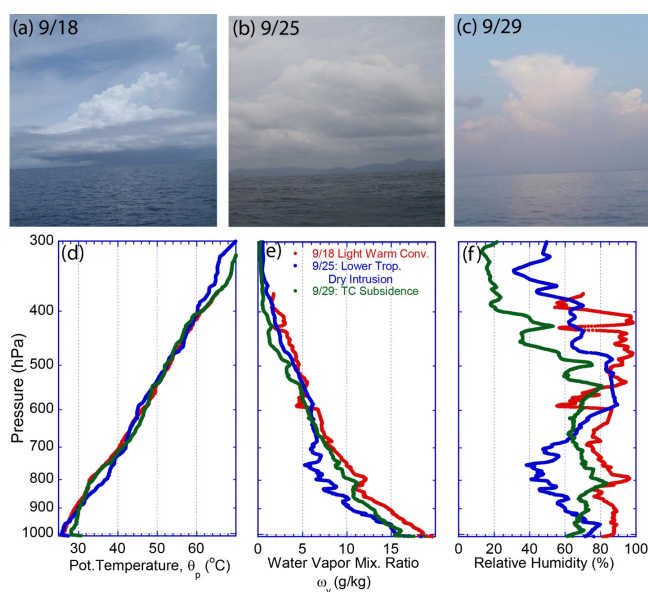 (a) 9/18
(b) 9/25
(c) 9/29
300
400
500
600
700
800
900
1000
Pressure (hPa)
(d)
30
40
50
60
Pot.Temperature, θp (°C)
e)
9/18 Light Warm Conv.
9/25: Lower Trop.
Dry Intrusion
9/29: TC Subsidence
0
5
10
15
Water Vapor Mix. Ratio
ωv (g/kg)
(f)
0
20
40
60
80
100
Relative Humidity (%)